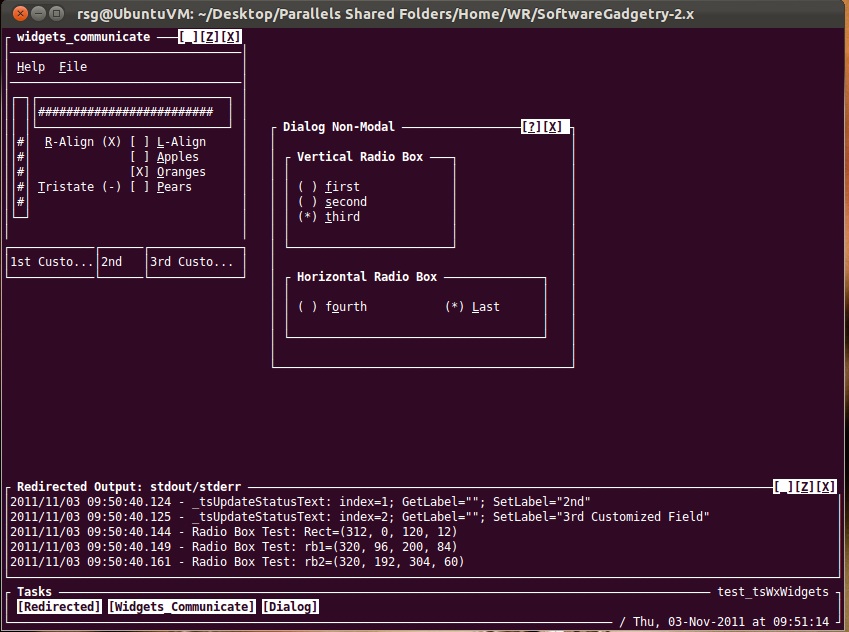 rsg@UbuntuVM: ~/Desktop/Parallels Shared Folders/Home/WR/SoftwareGadgetry-2.x
widgets_communicate [_][Z][X]
Help File
#########################
# R-Align (X) [ ] L-Align
# [ ] Apples
# [X] Oranges
# Tristate (-) [ ] Pears
#
1st Custo... 2nd 3rd Custo...
Dialog Non-Modal [?][X]
Vertical Radio Box
( ) first
( ) second
(*) third
Horizontal Radio Box
( ) fourth (*) Last
Redirected Output: stdout/stderr [_][Z][X]
2011/11/03 09:50:40.124 - _tsUpdateStatusText: index=1; GetLabel=""; SetLabel="2nd"
2011/11/03 09:50:40.125 - _tsUpdateStatusText: index=2; GetLabel=""; SetLabel="3rd Customized Field"
2011/11/03 09:50:40.144 - Radio Box Test: Rect=(312, 0, 120, 12)
2011/11/03 09:50:40.149 - Radio Box Test: rb1=(320, 96, 200, 84)
2011/11/03 09:50:40.161 - Radio Box Test: rb2=(320, 192, 304, 60)
Tasks test_tsWxWidgets
[Redirected] [Widgets_Communicate] [Dialog]
/ Thu, 03-Nov-2011 at 09:51:14